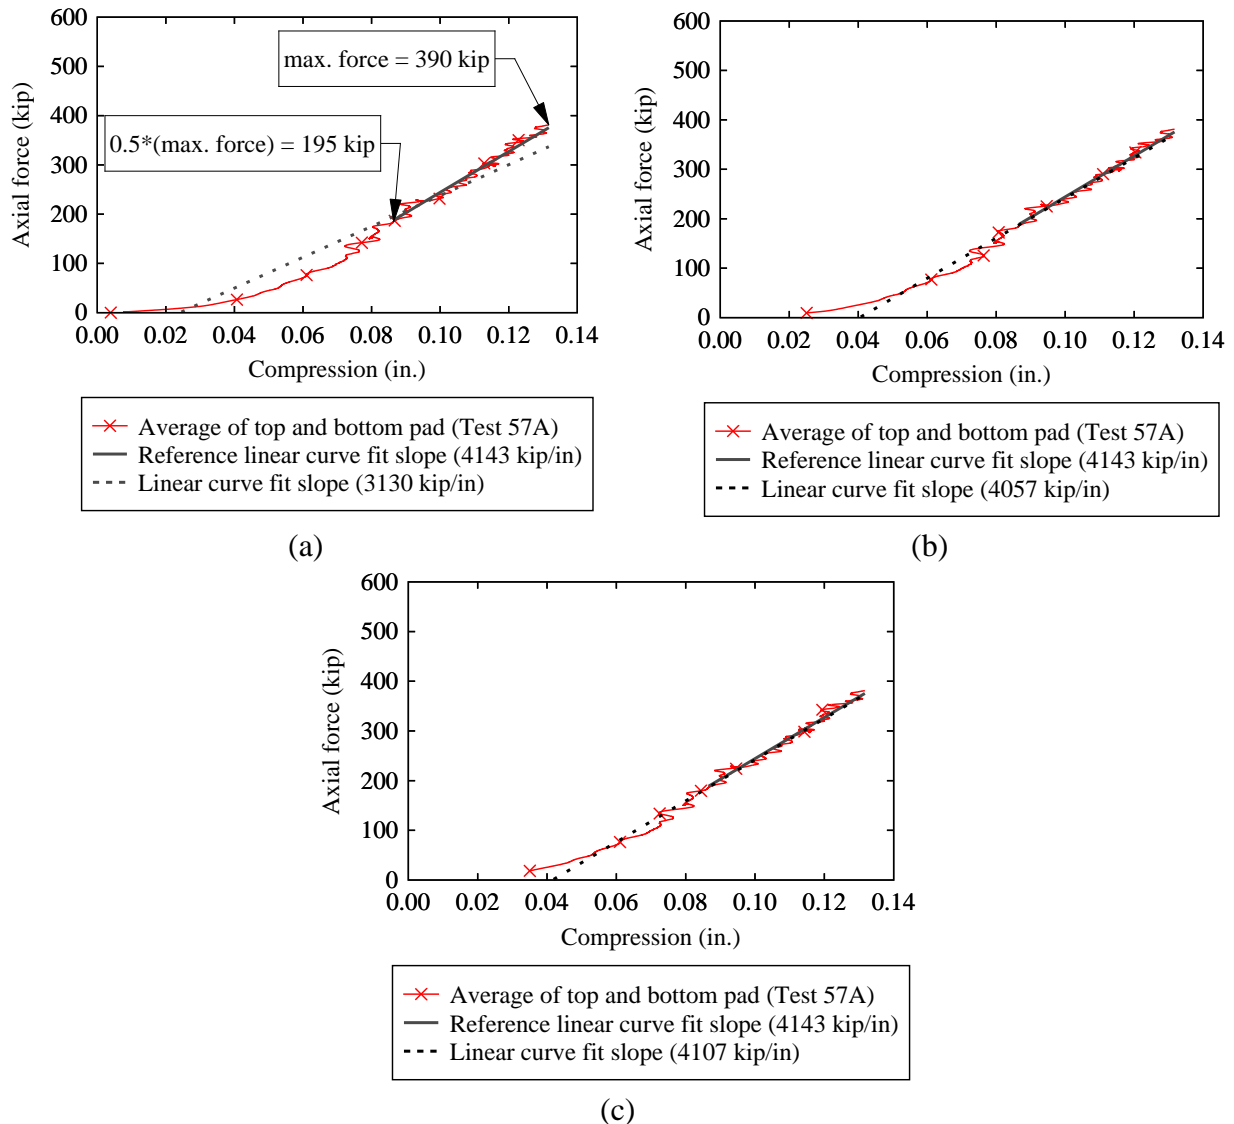 600
500
400
300
200
100
0
Axial force (kip)
max. force = 390 kip
0.5*(max. force) = 195 kip
0.00 0.02 0.04 0.06 0.08 0.10 0.12 0.14
Compression (in.)
Average of top and bottom pad (Test 57A)
Reference linear curve fit slope (4143 kip/in)
Linear curve fit slope (3130 kip/in)
(a)
600
500
400
300
200
100
0
Axial force (kip)
0.00 0.02 0.04 0.06 0.08 0.10 0.12 0.14
Compression (in.)
Average of top and bottom pad (Test 57A)
Reference linear curve fit slope (4143 kip/in)
Linear curve fit slope (4057 kip/in)
(b)
600
500
400
300
200
100
0
Axial force (kip)
0.00 0.02 0.04 0.06 0.08 0.10 0.12 0.14
Compression (in.)
Average of top and bottom pad (Test 57A)
Reference linear curve fit slope (4143 kip/in)
Linear curve fit slope (4107 kip/in)
(c)